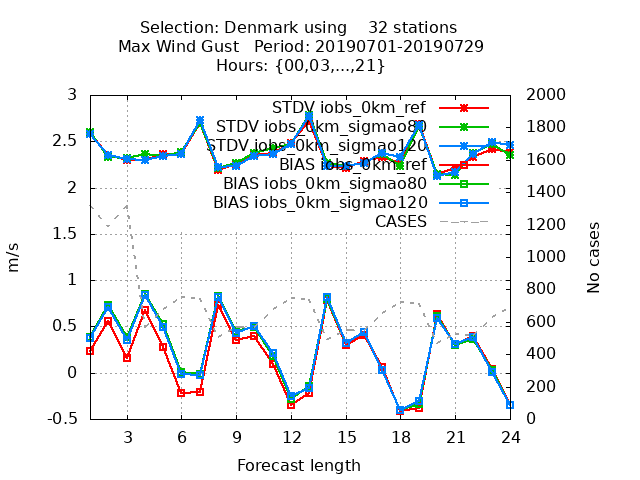 Selection: Denmark using    32 stations
Max Wind Gust   Period: 20190701-20190729
Hours: {00,03,...,21}
STDV iobs_0km_ref
STDV iobs_0km_sigmao80
STDV iobs_0km_sigmao120
BIAS iobs_0km_ref
BIAS iobs_0km_sigmao80
BIAS iobs_0km_sigmao120
CASES
m/s
3
2.5
2
1.5
1
0.5
0
-0.5
No cases
2000
1800
1600
1400
1200
1000
800
600
400
200
0
3 6 9 12 15 18 21 24
Forecast length